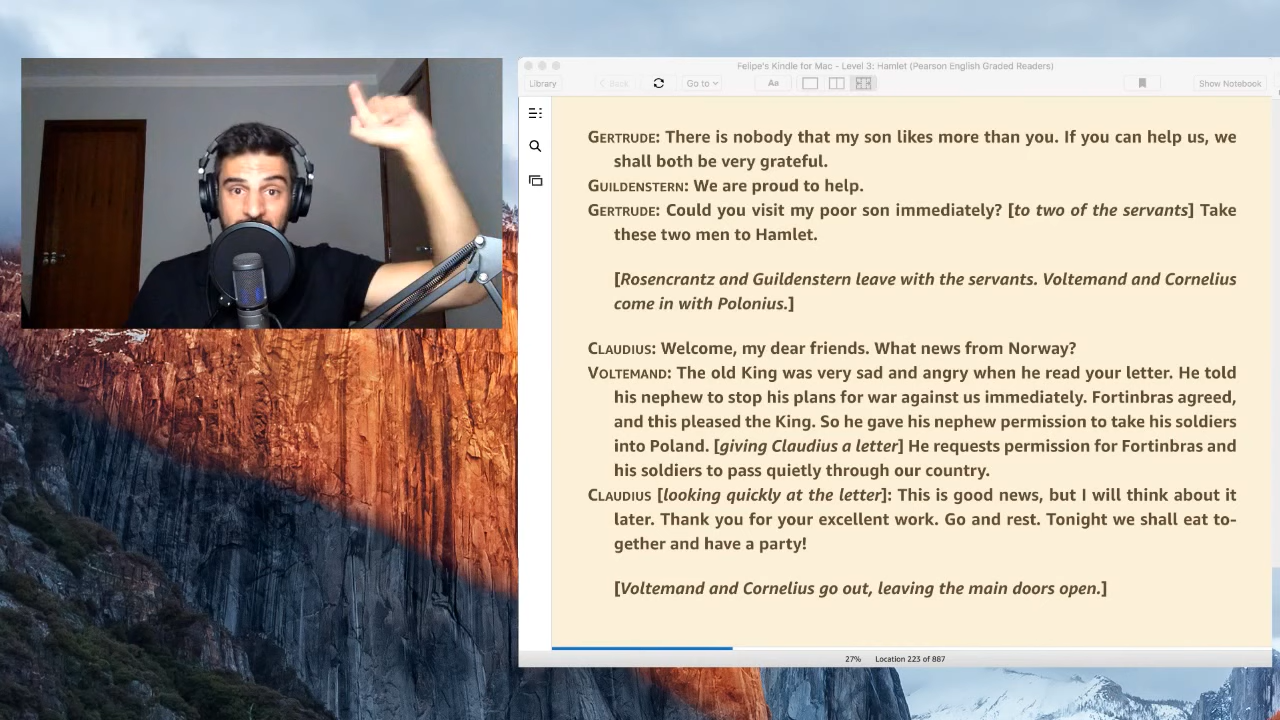 Felipe's Kindle for Mac - Level 3: Hamlet (Pearson English Graded Readers)
Library
Back
Go to
Aa
Show Notebook
GERTRUDE: There is nobody that my son likes more than you. If you can help us, we
shall both be very grateful.
GUILDENSTERN: We are proud to help.
GERTRUDE: Could you visit my poor son immediately? [to two of the servants] Take
these two men to Hamlet.
[Rosencrantz and Guildenstern leave with the servants. Voltemand and Cornelius
come in with Polonius.]
CLAUDIUS: Welcome, my dear friends. What news from Norway?
VOLTEMAND: The old King was very sad and angry when he read your letter. He told
his nephew to stop his plans for war against us immediately. Fortinbras agreed,
and this pleased the King. So he gave his nephew permission to take his soldiers
into Poland. [giving Claudius a letter] He requests permission for Fortinbras and
his soldiers to pass quietly through our country.
CLAUDIUS [looking quickly at the letter]: This is good news, but I will think about it
later. Thank you for your excellent work. Go and rest. Tonight we shall eat to-
gether and have a party!
[Voltemand and Cornelius go out, leaving the main doors open.]
27% Location 223 of 887